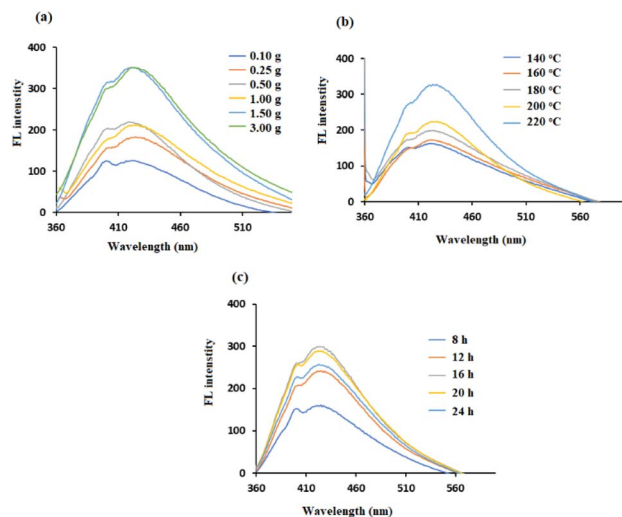 (a)
FL intenstity
400
300
200
100
0
360
410
460
510
Wavelength (nm)
0.10 g
0.25 g
0.50 g
1.00 g
1.50 g
3.00 g
(b)
FL intenstity
400
300
200
100
0
360
410
460
510
560
Wavelength (nm)
140 °C
160 °C
180 °C
200 °C
220 °C
(c)
FL intenstity
400
300
200
100
0
360
410
460
510
560
Wavelength (nm)
8 h
12 h
16 h
20 h
24 h